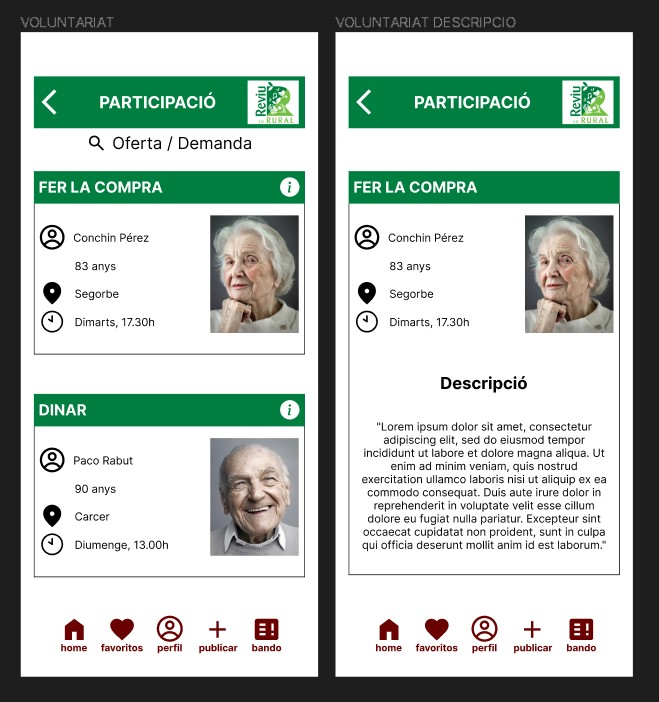 VOLUNTARIAT
PARTICIPACIÓ
Reviu
LO RURAL
Oferta / Demanda
FER LA COMPRA
i
Conchin Pérez
83 anys
Segorbe
Dimarts, 17.30h
DINAR
i
Paco Rabut
90 anys
Carcer
Diumenge, 13.00h
home favoritos perfil publicar bando
VOLUNTARIAT DESCRIPCIO
PARTICIPACIÓ
Reviu
LO RURAL
FER LA COMPRA
Conchin Pérez
83 anys
Segorbe
Dimarts, 17.30h
Descripció
"Lorem ipsum dolor sit amet, consectetur
adipiscing elit, sed do eiusmod tempor
incididunt ut labore et dolore magna aliqua. Ut
enim ad minim veniam, quis nostrud
exercitation ullamco laboris nisi ut aliquip ex ea
commodo consequat. Duis aute irure dolor in
reprehenderit in voluptate velit esse cillum
dolore eu fugiat nulla pariatur. Excepteur sint
occaecat cupidatat non proident, sunt in culpa
qui officia deserunt mollit anim id est laborum."
home favoritos perfil publicar bando